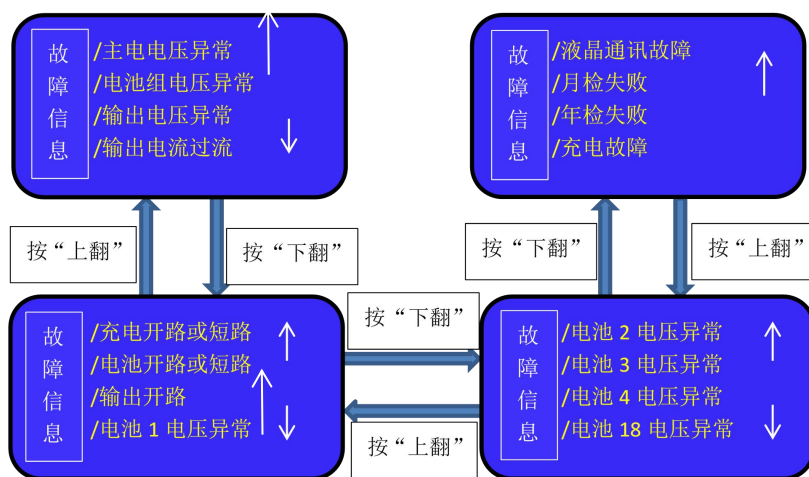 故障信息
/主电电压异常
/电池组电压异常
/输出电压异常
/输出电流过流
故障信息
/液晶通讯故障
/月检失败
/年检失败
/充电故障
按“上翻”
按“下翻”
按“下翻”
按“上翻”
故障信息
/充电开路或短路
/电池开路或短路
/输出开路
/电池 1 电压异常
按“下翻”
按“上翻”
故障信息
/电池 2 电压异常
/电池 3 电压异常
/电池 4 电压异常
/电池 18 电压异常